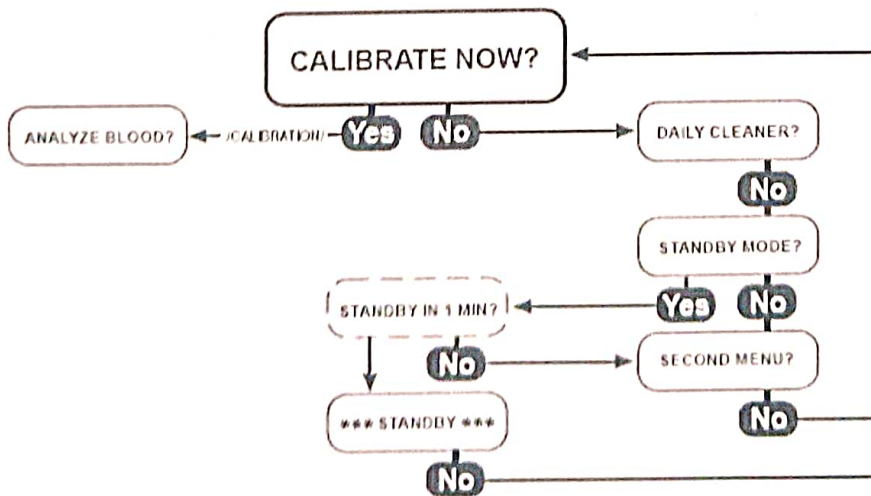 CALIBRATE NOW?
ANALYZE BLOOD?
/CALIBRATION/
Yes
No
DAILY CLEANER?
No
STANDBY MODE?
Yes
No
STANDBY IN 1 MIN?
No
SECOND MENU?
No
*** STANDBY ***
No